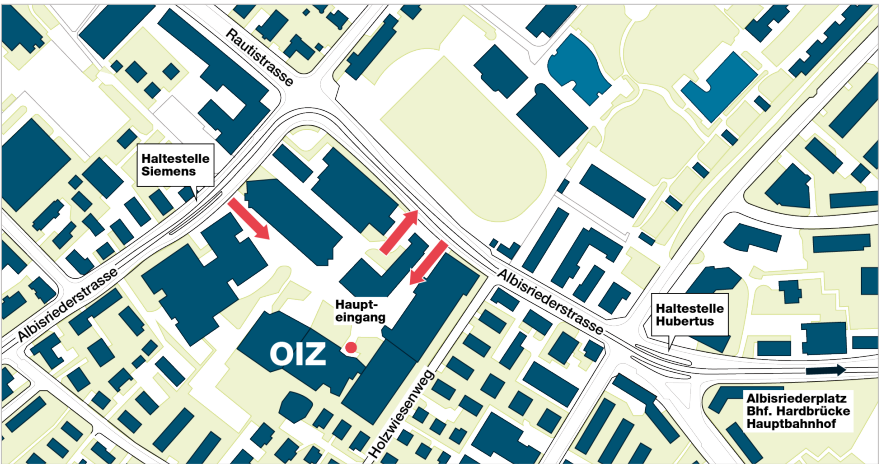 Rautistrasse
Haltestelle
Siemens
Albisriederstrasse
Haupt-
eingang
OIZ
Albisriederstrasse
Haltestelle
Hubertus
Holzwiesenweg
Albisriederplatz
Bhf. Hardbrücke
Hauptbahnhof